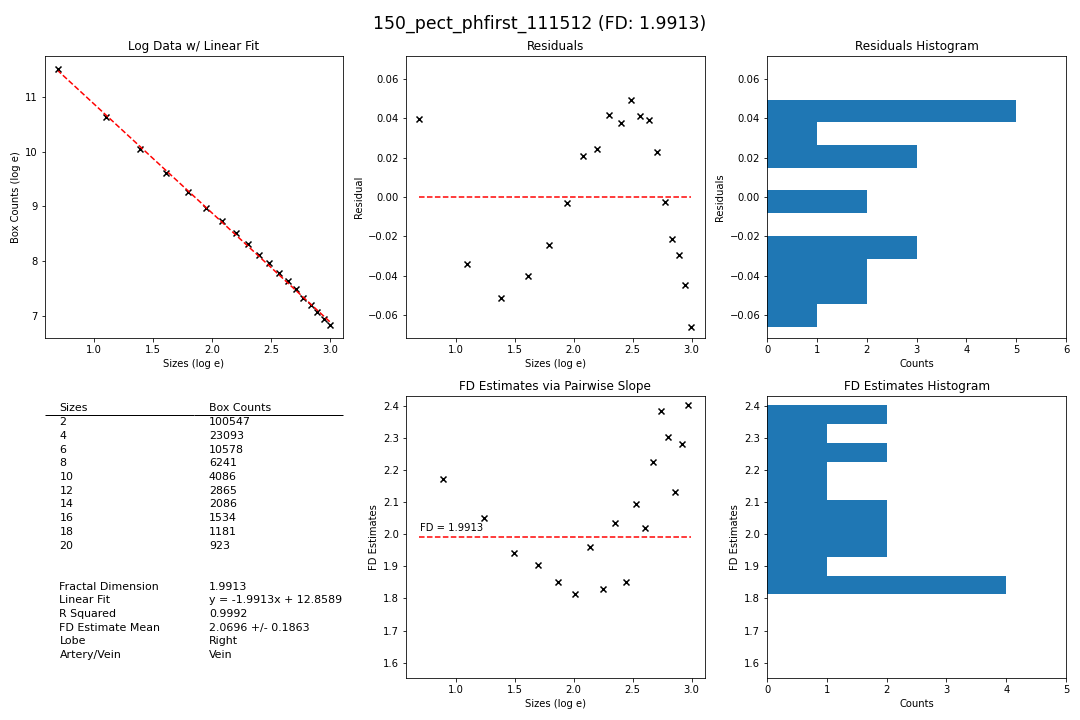 150_pect_phfirst_111512 (FD: 1.9913)
Log Data w/ Linear Fit
Box Counts (log e)
11
10
9
8
7
1.0 1.5 2.0 2.5 3.0
Sizes (log e)
Residuals
Residual
0.06
0.04
0.02
0.00
−0.02
−0.04
−0.06
1.0 1.5 2.0 2.5 3.0
Sizes (log e)
Residuals Histogram
Residuals
0.06
0.04
0.02
0.00
−0.02
−0.04
−0.06
0 1 2 3 4 5 6
Counts
Sizes Box Counts
2 100547
4 23093
6 10578
8 6241
10 4086
12 2865
14 2086
16 1534
18 1181
20 923
Fractal Dimension 1.9913
Linear Fit y = -1.9913x + 12.8589
R Squared 0.9992
FD Estimate Mean 2.0696 +/- 0.1863
Lobe Right
Artery/Vein Vein
FD Estimates via Pairwise Slope
FD Estimates
2.4
2.3
2.2
2.1
2.0
1.9
1.8
1.7
1.6
FD = 1.9913
1.0 1.5 2.0 2.5 3.0
Sizes (log e)
FD Estimates Histogram
FD Estimates
2.4
2.3
2.2
2.1
2.0
1.9
1.8
1.7
1.6
0 1 2 3 4 5
Counts